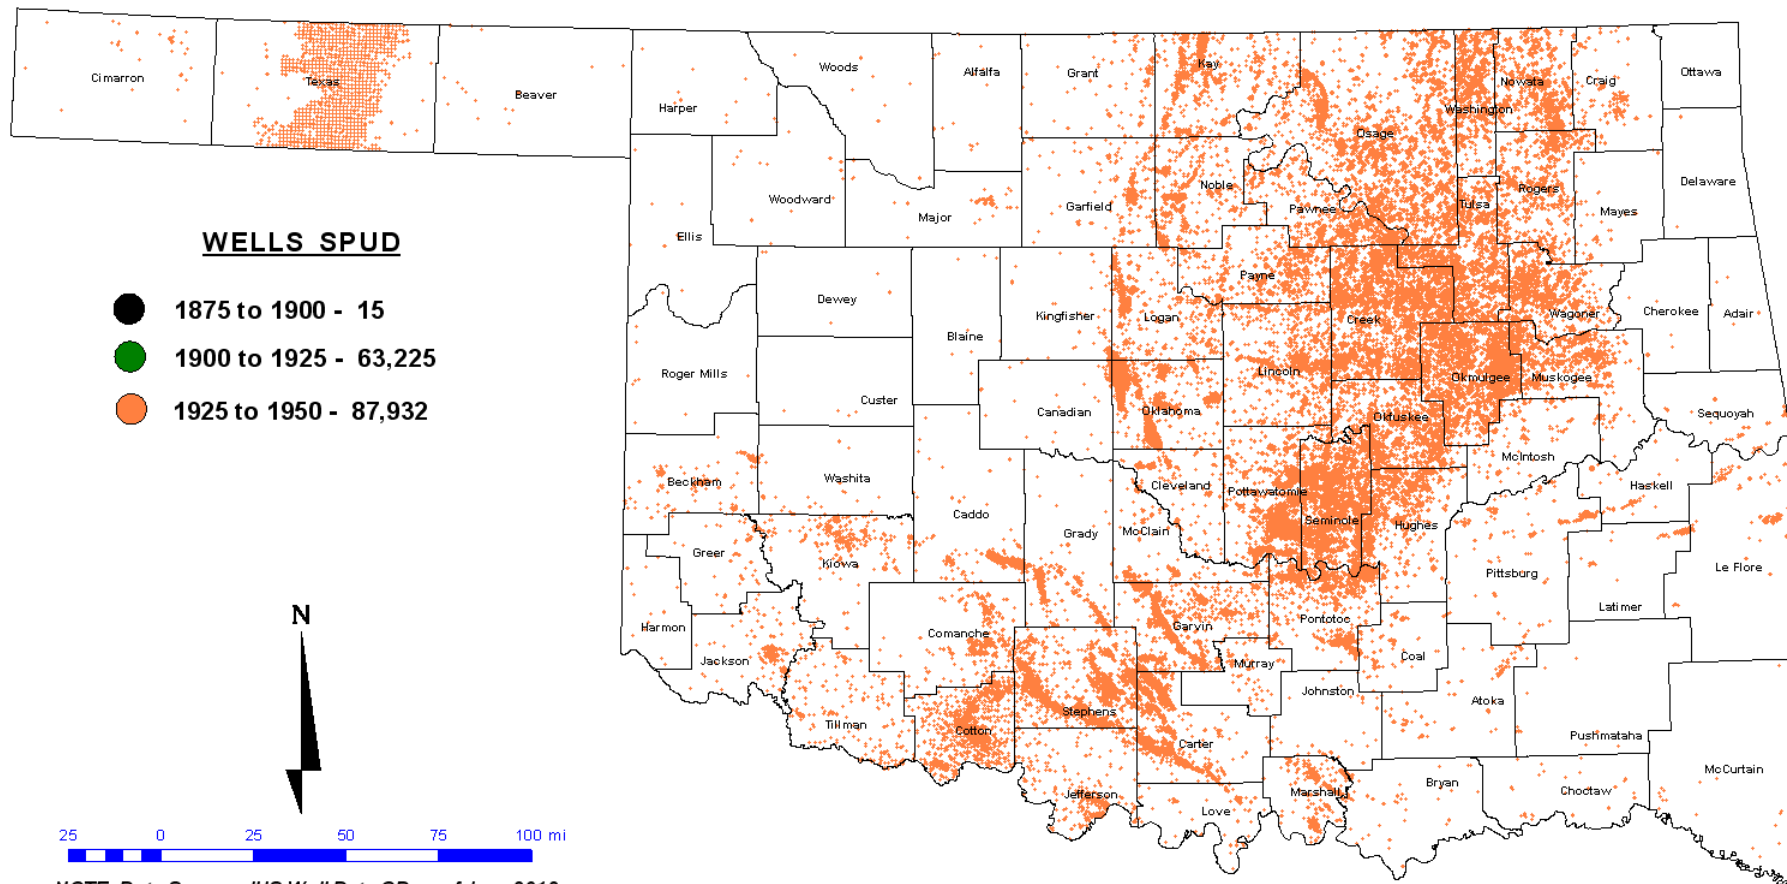 Cimarron
Texas
Beaver
Harper
Woods
Alfalfa
Grant
Kay
Osage
Washington
Nowata
Craig
Ottawa
Delaware
Mayes
Rogers
Tulsa
Pawnee
Noble
Garfield
Major
Woodward
Ellis
WELLS SPUD
1875 to 1900 - 15
1900 to 1925 - 63,225
1925 to 1950 - 87,932
Dewey
Blaine
Kingfisher
Logan
Payne
Creek
Wagoner
Cherokee
Adair
Roger Mills
Custer
Canadian
Oklahoma
Lincoln
Okfuskee
Okmulgee
Muskogee
Sequoyah
McIntosh
Haskell
Beckham
Washita
Caddo
Grady
McClain
Cleveland
Pottawatomie
Seminole
Hughes
Pittsburg
Latimer
Le Flore
Greer
Kiowa
Harmon
Jackson
Comanche
Garvin
Pontotoc
Coal
Murray
Johnston
Atoka
Pushmataha
McCurtain
Tillman
Cotton
Stephens
Carter
Jefferson
Love
Marshall
Bryan
Choctaw
N
25 0 25 50 75 100 mi